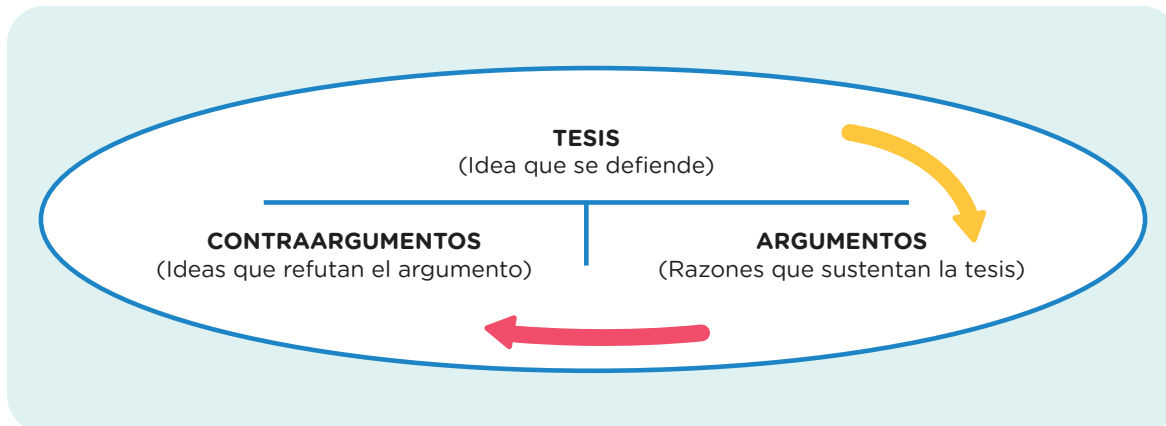 TESIS
(Idea que se defiende)
CONTRAARGUMENTOS
(Ideas que refutan el argumento)
ARGUMENTOS
(Razones que sustentan la tesis)